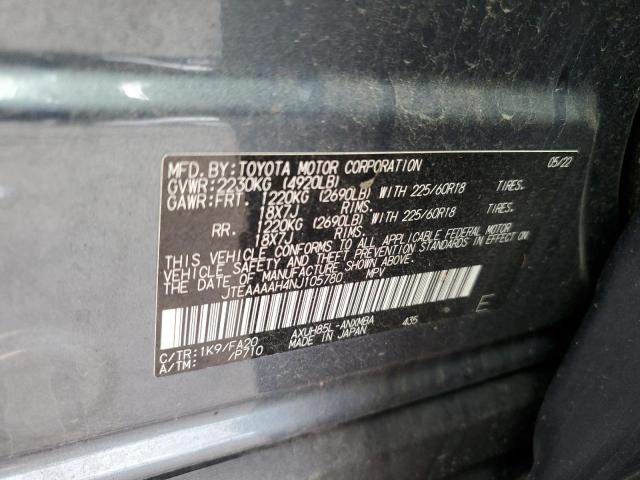 MFD. BY: TOYOTA MOTOR CORPORATION 05/22
GVWR: 2230KG (4920LB)
GAWR: FRT. 1220KG (2690LB) WITH 225/60R18 TIRES.
18X7J RIMS.
RR. 1220KG (2690LB) WITH 225/60R18 TIRES.
18X7J RIMS.
THIS VEHICLE CONFORMS TO ALL APPLICABLE FEDERAL MOTOR
VEHICLE SAFETY AND THEFT PREVENTION STANDARDS IN EFFECT ON
THE DATE OF MANUFACTURE SHOWN ABOVE.
JTEAAAAH4NJT05780 MPV
E
C/TR: 1K9/FA20 AXUH85L-ANXMBA 435
A/TM: /P710 MADE IN JAPAN